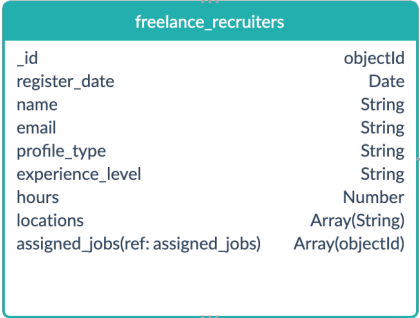 freelance_recruiters
_id objectId
register_date Date
name String
email String
profile_type String
experience_level String
hours Number
locations Array(String)
assigned_jobs(ref: assigned_jobs) Array(objectId)